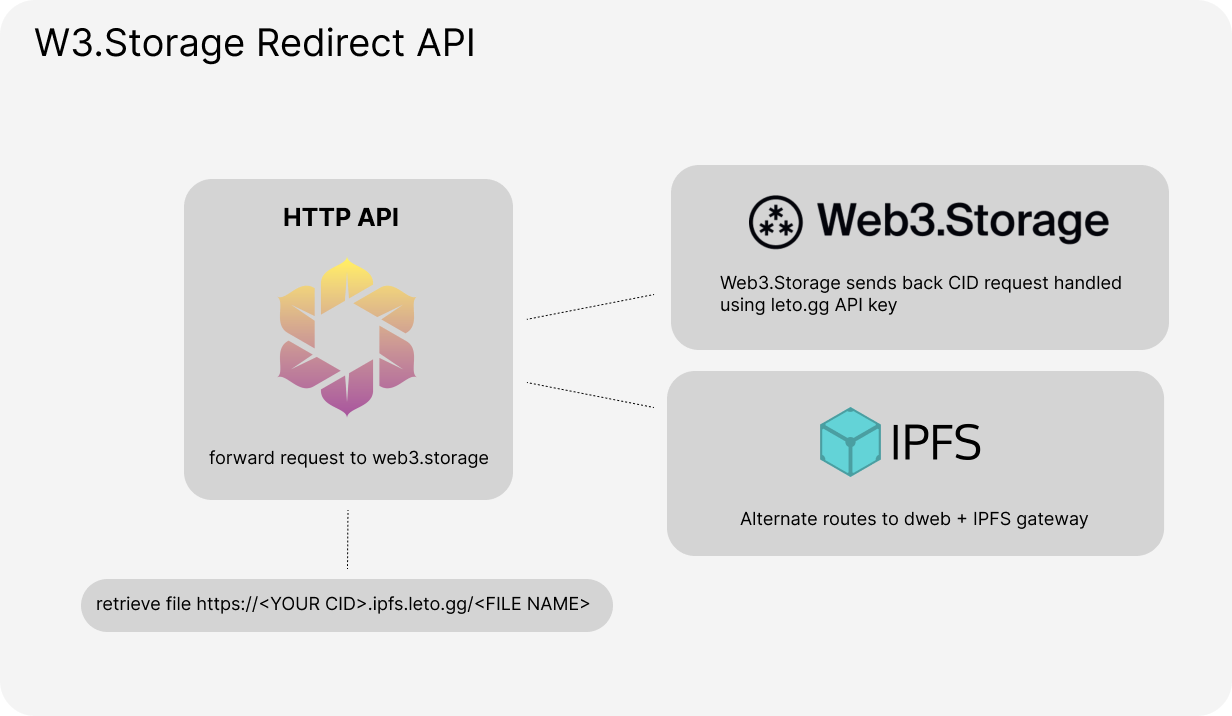 W3.Storage Redirect API
HTTP API
forward request to web3.storage
Web3.Storage
Web3.Storage sends back CID request handled
using leto.gg API key
IPFS
Alternate routes to dweb + IPFS gateway
retrieve file https://<YOUR CID>.ipfs.leto.gg/<FILE NAME>